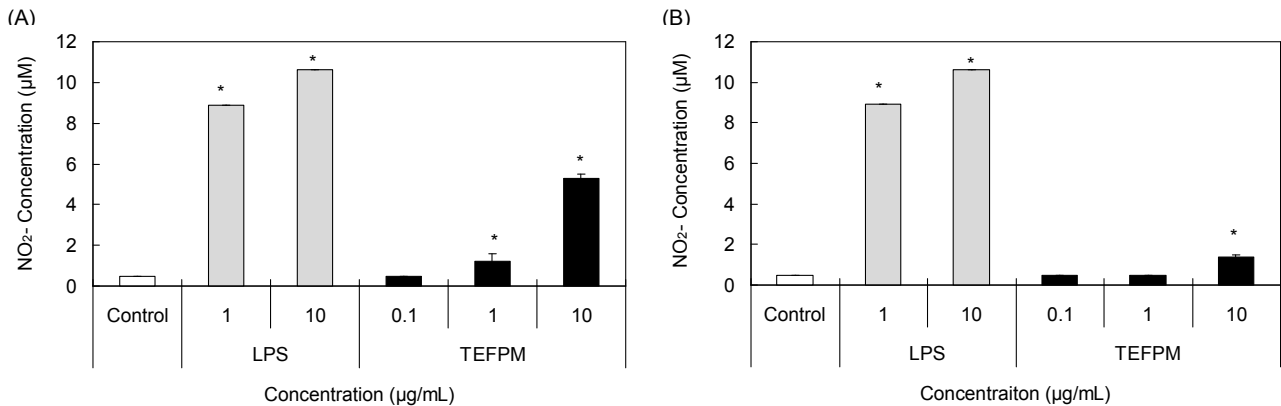 (A)
NO2- Concentration (µM)
12
10
8
6
4
2
0
*
*
*
*
Control
1
10
0.1
1
10
LPS
TEFPM
Concentration (µg/mL)
(B)
NO2- Concentration (µM)
12
10
8
6
4
2
0
*
*
*
Control
1
10
0.1
1
10
LPS
TEFPM
Concentraiton (µg/mL)